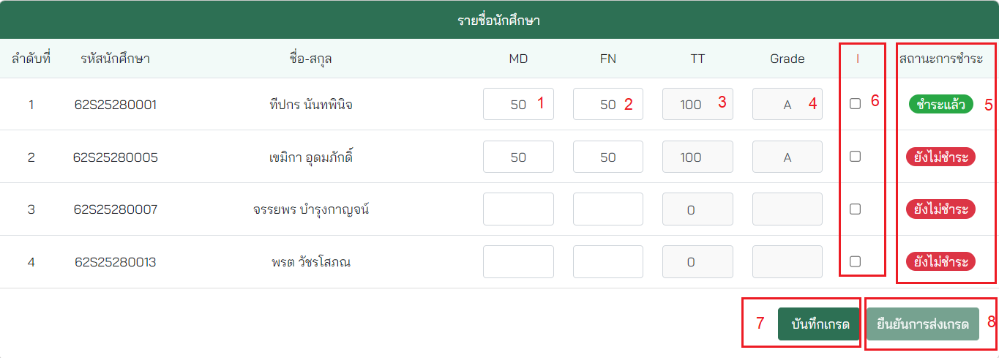 รายชื่อนักศึกษา
ลำดับที่ รหัสนักศึกษา ชื่อ-สกุล MD FN TT Grade I สถานะการชำระ
1 62S25280001 ทีปกร นันทพินิจ 50 1 50 2 100 3 A 4 6 ชำระแล้ว 5
2 62S25280005 เขมิกา อุดมภักดิ์ 50 50 100 A ยังไม่ชำระ
3 62S25280007 จรรยพร บำรุงกาญจน์ 0 ยังไม่ชำระ
4 62S25280013 พรต วัชรโสภณ 0 ยังไม่ชำระ
7 บันทึกเกรด ยืนยันการส่งเกรด 8